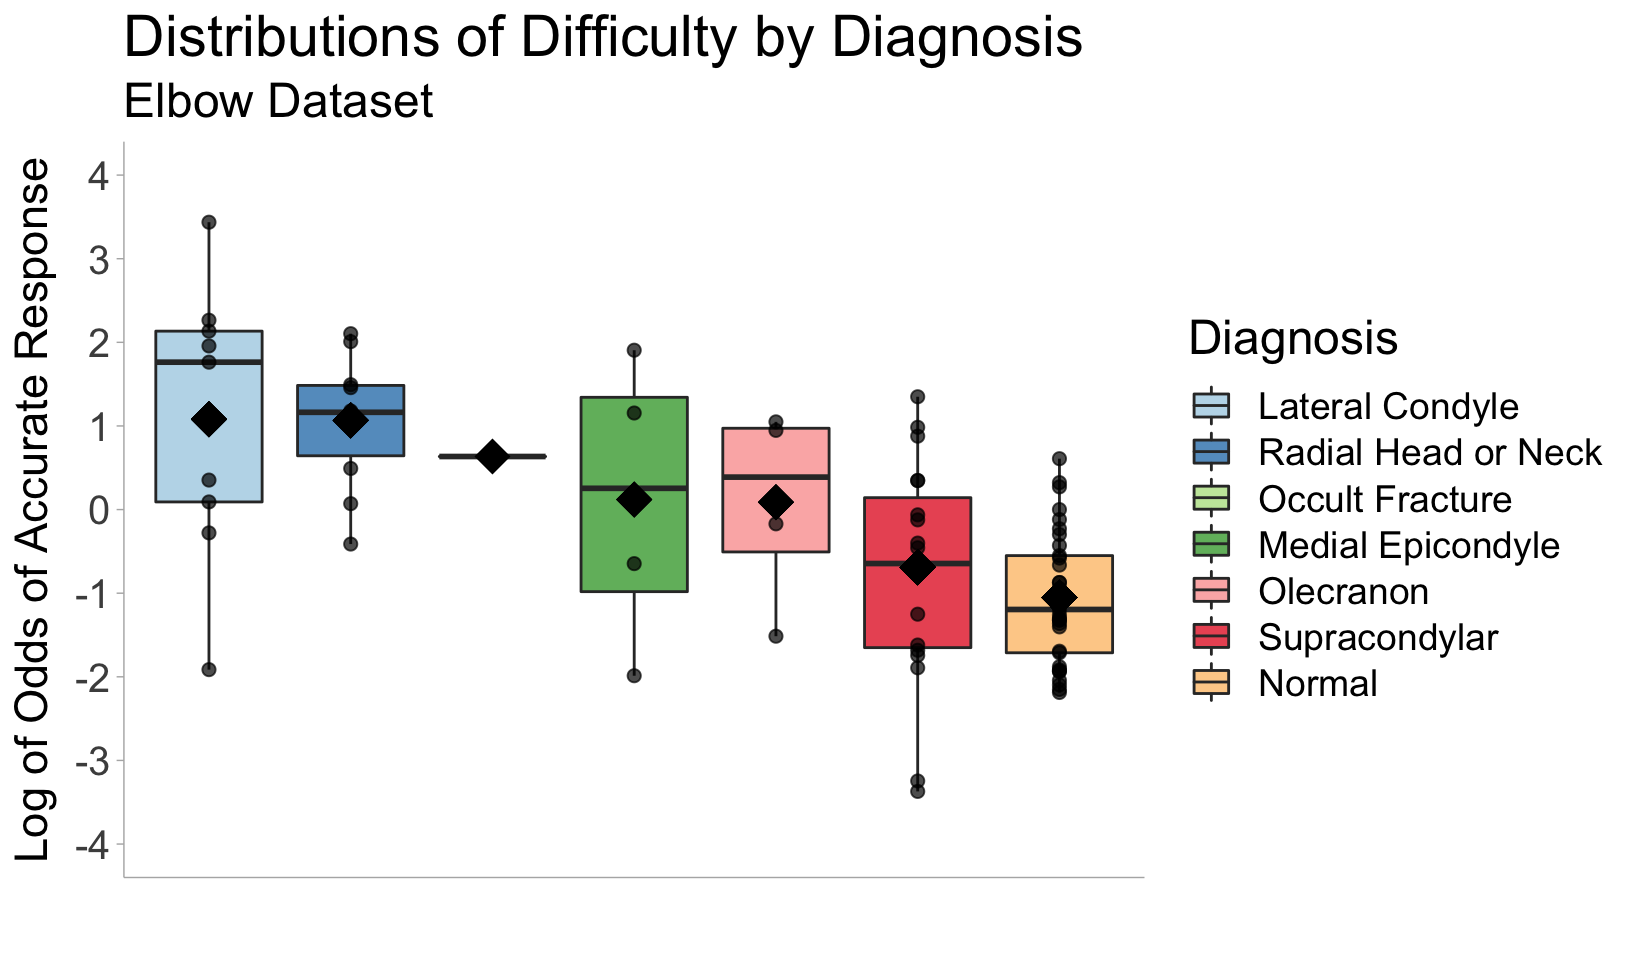 Distributions of Difficulty by Diagnosis
Elbow Dataset
Log of Odds of Accurate Response
4
3
2
1
0
-1
-2
-3
-4
Diagnosis
Lateral Condyle
Radial Head or Neck
Occult Fracture
Medial Epicondyle
Olecranon
Supracondylar
Normal